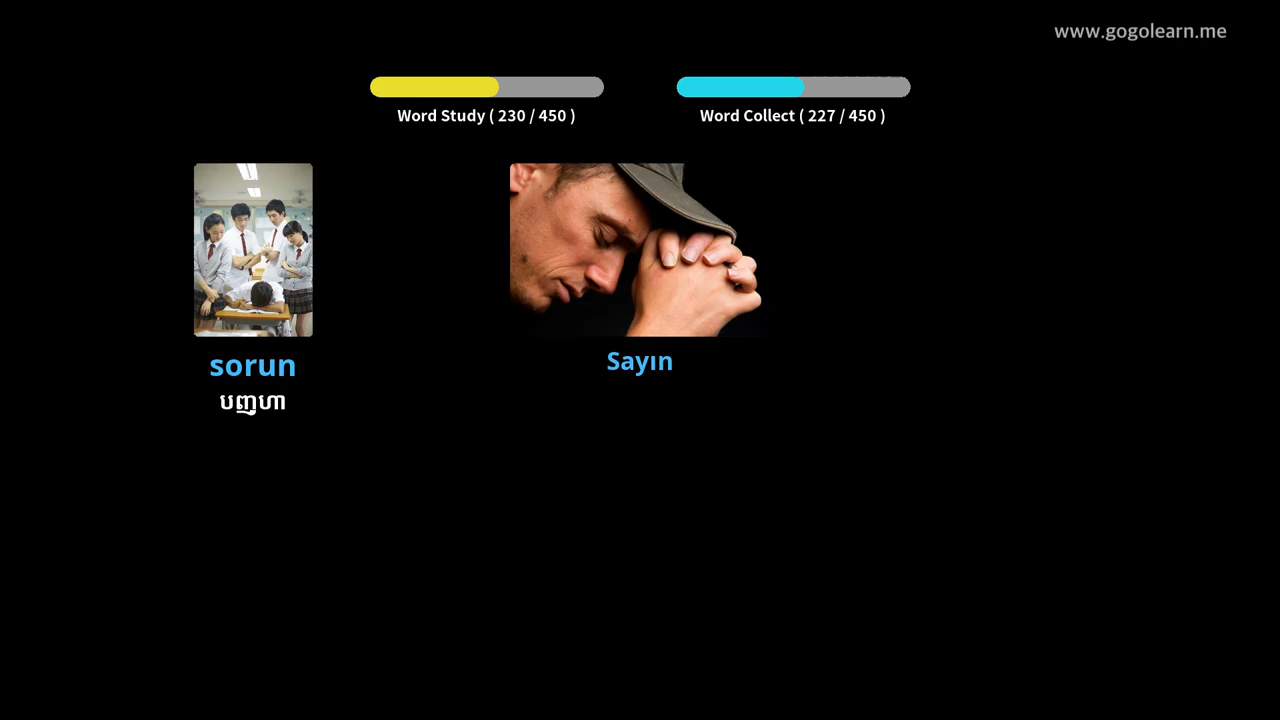 www.gogolearn.me
Word Study ( 230 / 450 )
Word Collect ( 227 / 450 )
sorun
បញ្ហា
Sayın